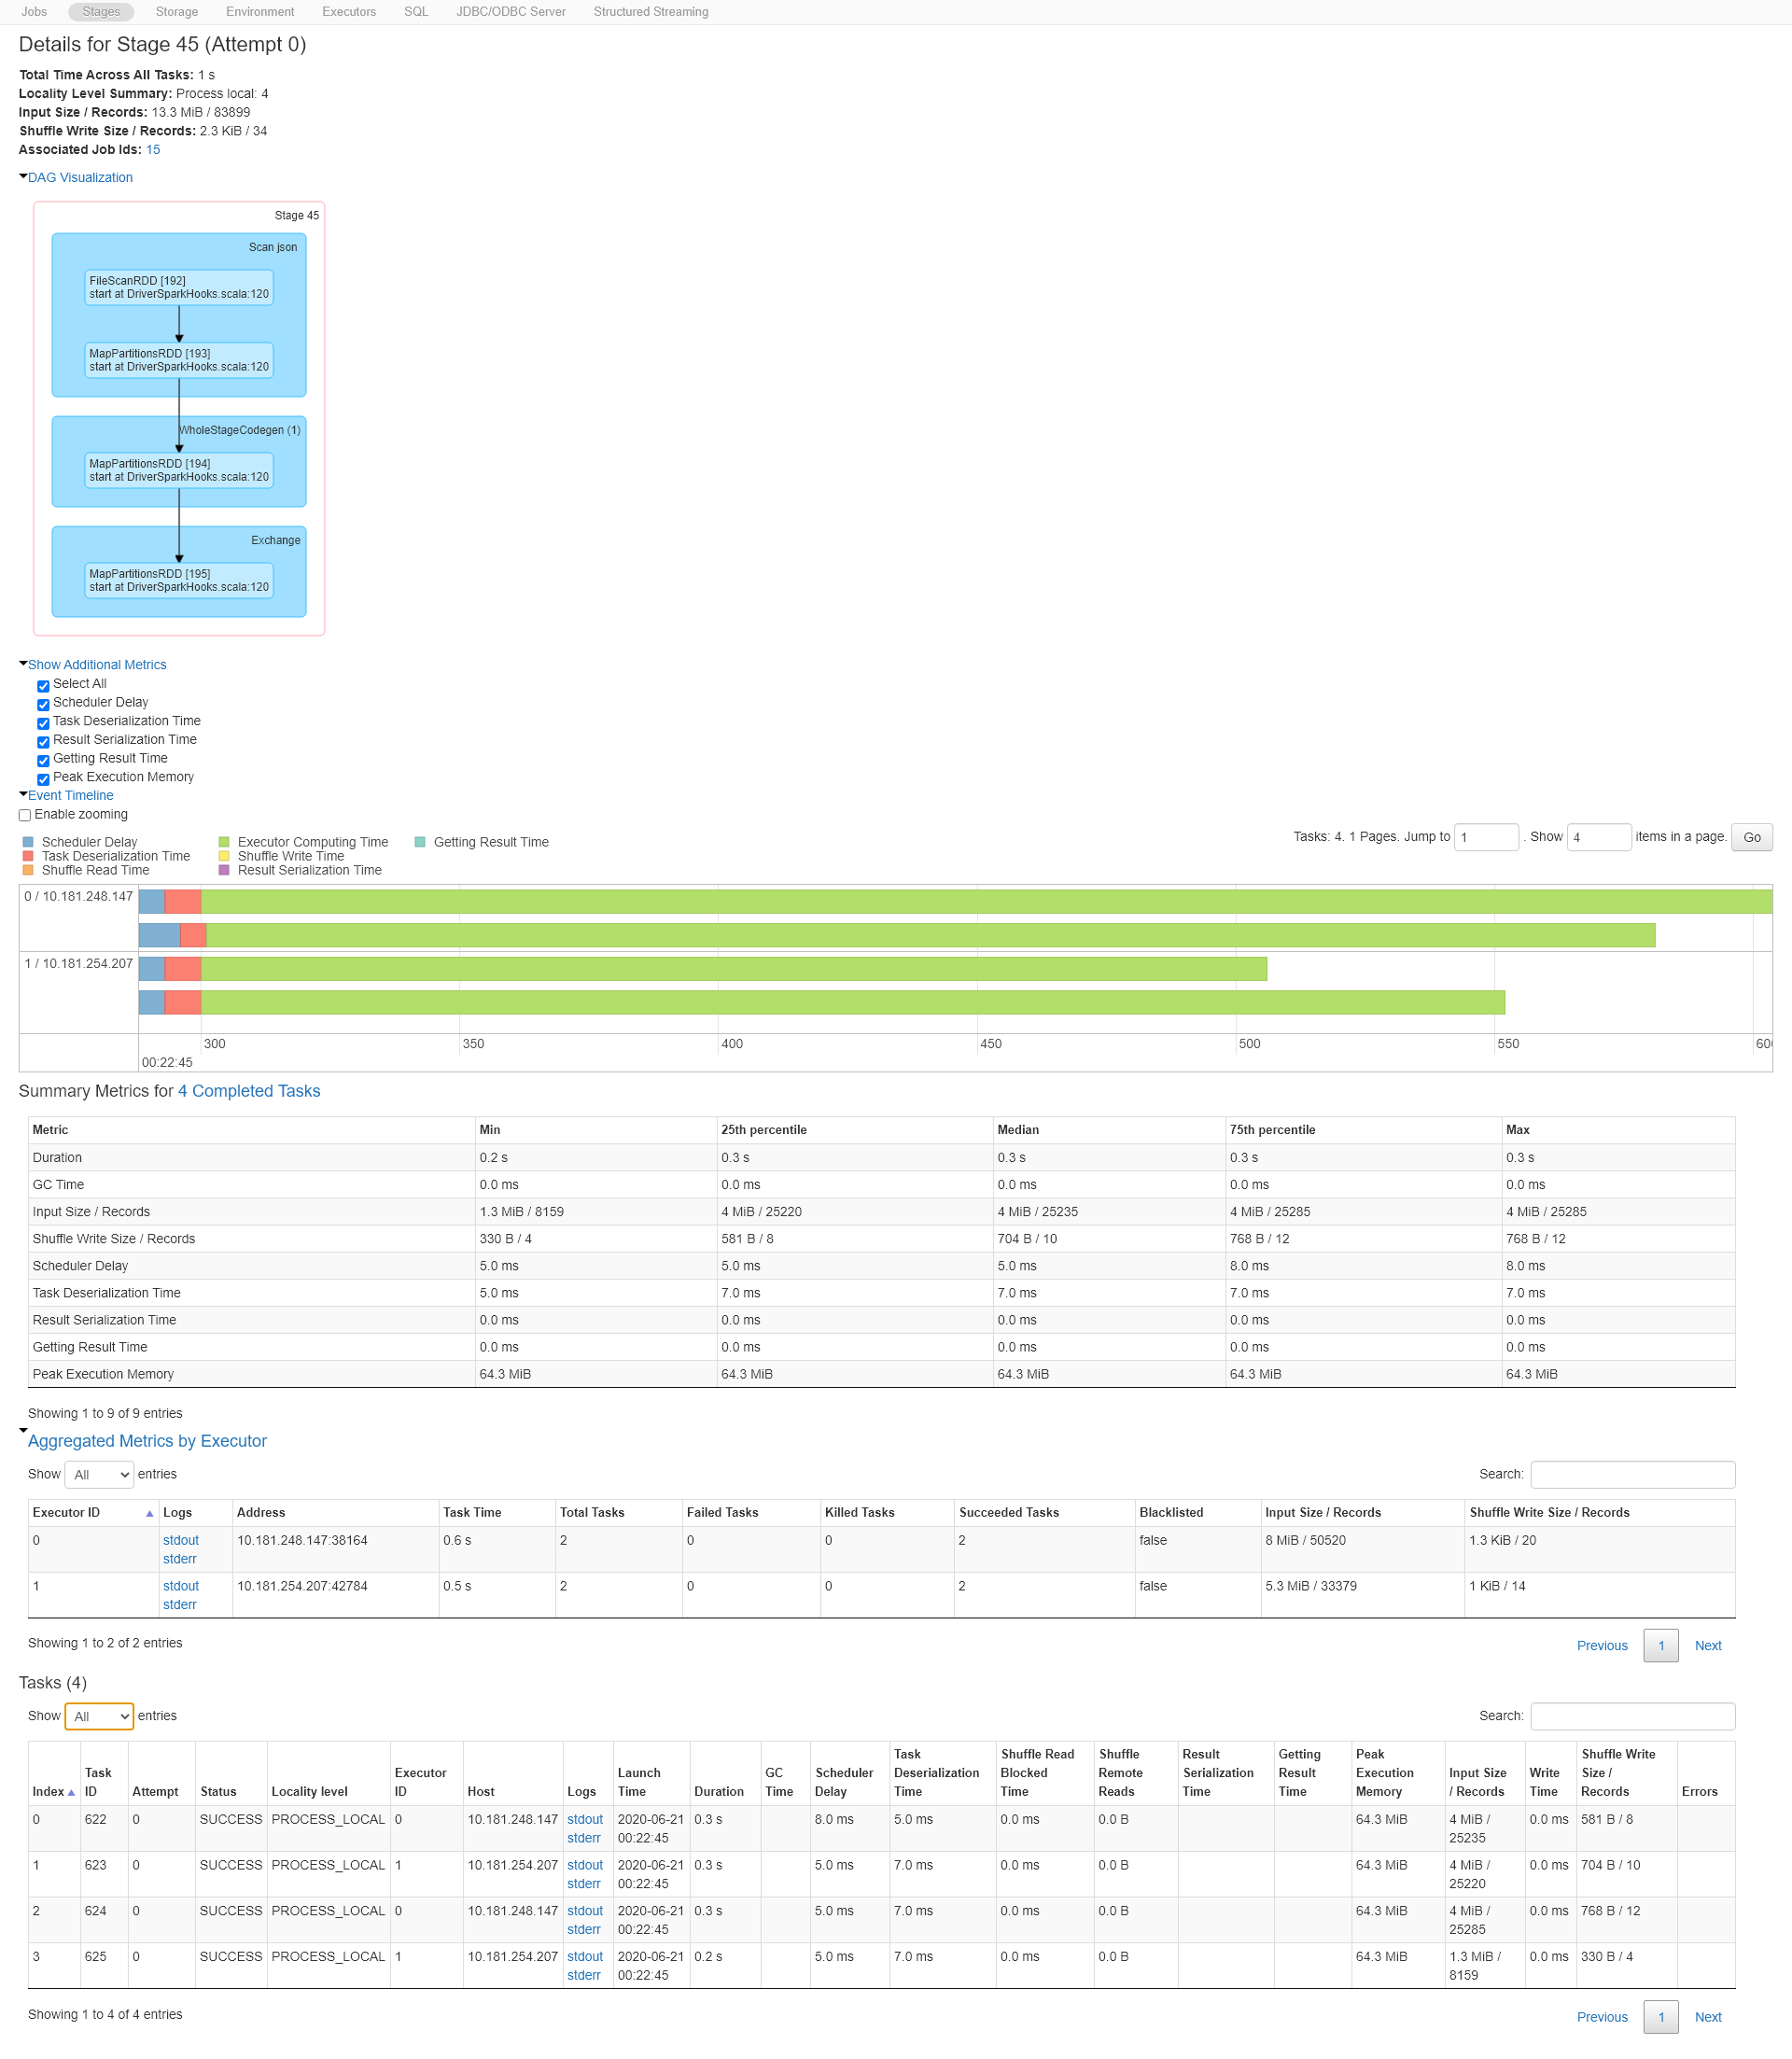 Jobs Stages Storage Environment Executors SQL JDBC/ODBC Server Structured Streaming
Details for Stage 45 (Attempt 0)
Total Time Across All Tasks: 1 s
Locality Level Summary: Process local: 4
Input Size / Records: 13.3 MiB / 83899
Shuffle Write Size / Records: 2.3 KiB / 34
Associated Job Ids: 15
DAG Visualization
Stage 45
Scan json
FileScanRDD [192]
start at DriverSparkHooks.scala:120
MapPartitionsRDD [193]
start at DriverSparkHooks.scala:120
WholeStageCodegen (1)
MapPartitionsRDD [194]
start at DriverSparkHooks.scala:120
Exchange
MapPartitionsRDD [195]
start at DriverSparkHooks.scala:120
Show Additional Metrics
Select All
Scheduler Delay
Task Deserialization Time
Result Serialization Time
Getting Result Time
Peak Execution Memory
Event Timeline
Enable zooming
Tasks: 4. 1 Pages. Jump to 1 . Show 4 items in a page. Go
Scheduler Delay Executor Computing Time Getting Result Time
Task Deserialization Time Shuffle Write Time
Shuffle Read Time Result Serialization Time
0 / 10.181.248.147
1 / 10.181.254.207
300 350 400 450 500 550 600
00:22:45
Summary Metrics for 4 Completed Tasks
Metric Min 25th percentile Median 75th percentile Max
Duration 0.2 s 0.3 s 0.3 s 0.3 s 0.3 s
GC Time 0.0 ms 0.0 ms 0.0 ms 0.0 ms 0.0 ms
Input Size / Records 1.3 MiB / 8159 4 MiB / 25220 4 MiB / 25235 4 MiB / 25285 4 MiB / 25285
Shuffle Write Size / Records 330 B / 4 581 B / 8 704 B / 10 768 B / 12 768 B / 12
Scheduler Delay 5.0 ms 5.0 ms 5.0 ms 8.0 ms 8.0 ms
Task Deserialization Time 5.0 ms 7.0 ms 7.0 ms 7.0 ms 7.0 ms
Result Serialization Time 0.0 ms 0.0 ms 0.0 ms 0.0 ms 0.0 ms
Getting Result Time 0.0 ms 0.0 ms 0.0 ms 0.0 ms 0.0 ms
Peak Execution Memory 64.3 MiB 64.3 MiB 64.3 MiB 64.3 MiB 64.3 MiB
Showing 1 to 9 of 9 entries
Aggregated Metrics by Executor
Show All entries Search:
Executor ID Logs Address Task Time Total Tasks Failed Tasks Killed Tasks Succeeded Tasks Blacklisted Input Size / Records Shuffle Write Size / Records
0 stdout 10.181.248.147:38164 0.6 s 2 0 0 2 false 8 MiB / 50520 1.3 KiB / 20
stderr
1 stdout 10.181.254.207:42784 0.5 s 2 0 0 2 false 5.3 MiB / 33379 1 KiB / 14
stderr
Showing 1 to 2 of 2 entries Previous 1 Next
Tasks (4)
Show All entries Search:
Task Executor Launch GC Scheduler Task Shuffle Read Shuffle Result Getting Peak Shuffle Write
Deserialization Blocked Remote Serialization Result Execution Input Size Write Size /
Index ID Attempt Status Locality level ID Host Logs Time Duration Time Delay Time Time Reads Time Time Memory / Records Time Records Errors
0 622 0 SUCCESS PROCESS_LOCAL 0 10.181.248.147 stdout 2020-06-21 0.3 s 8.0 ms 5.0 ms 0.0 ms 0.0 B 64.3 MiB 4 MiB / 0.0 ms 581 B / 8
stderr 00:22:45 25235
1 623 0 SUCCESS PROCESS_LOCAL 1 10.181.254.207 stdout 2020-06-21 0.3 s 5.0 ms 7.0 ms 0.0 ms 0.0 B 64.3 MiB 4 MiB / 0.0 ms 704 B / 10
stderr 00:22:45 25220
2 624 0 SUCCESS PROCESS_LOCAL 0 10.181.248.147 stdout 2020-06-21 0.3 s 5.0 ms 7.0 ms 0.0 ms 0.0 B 64.3 MiB 4 MiB / 0.0 ms 768 B / 12
stderr 00:22:45 25285
3 625 0 SUCCESS PROCESS_LOCAL 1 10.181.254.207 stdout 2020-06-21 0.2 s 5.0 ms 7.0 ms 0.0 ms 0.0 B 64.3 MiB 1.3 MiB / 0.0 ms 330 B / 4
stderr 00:22:45 8159
Showing 1 to 4 of 4 entries Previous 1 Next